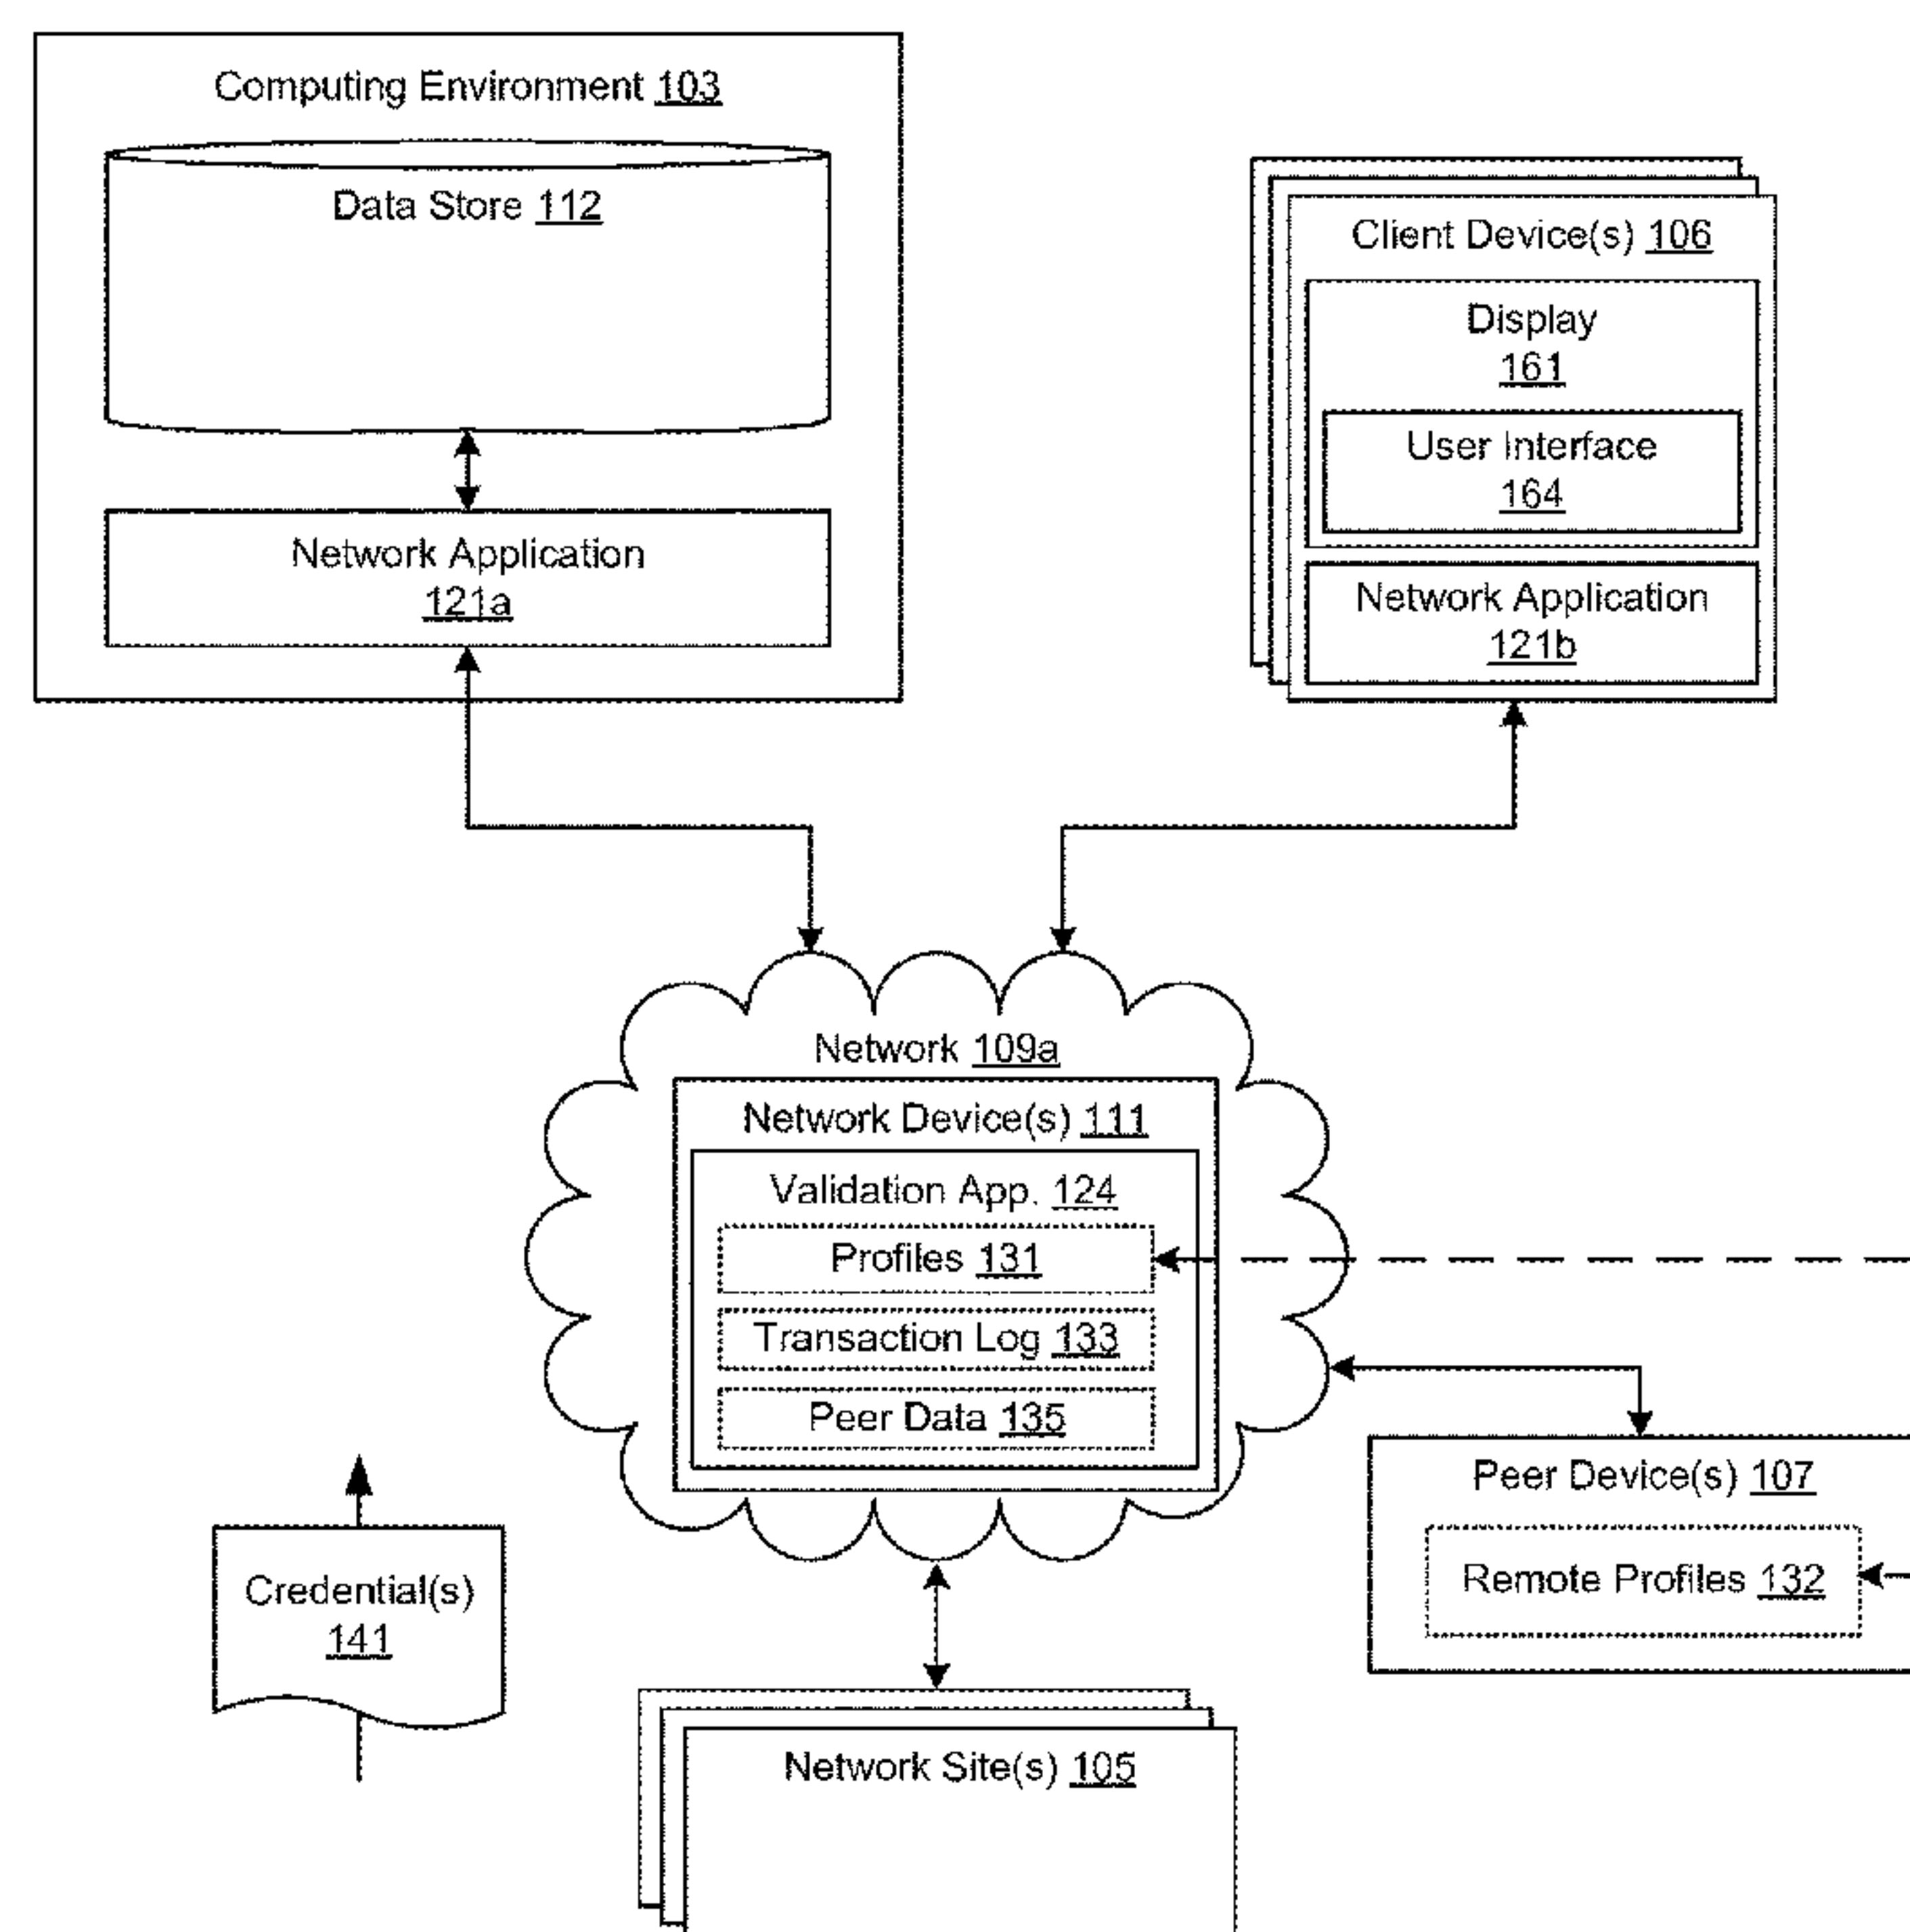 Computing Environment 103
Data Store 112
Network Application
121a
Client Device(s) 106
Display
161
User Interface
164
Network Application
121b
Network 109a
Network Device(s) 111
Validation App. 124
Profiles 131
Transaction Log 133
Peer Data 135
Peer Device(s) 107
Remote Profiles 132
Credential(s)
141
Network Site(s) 105